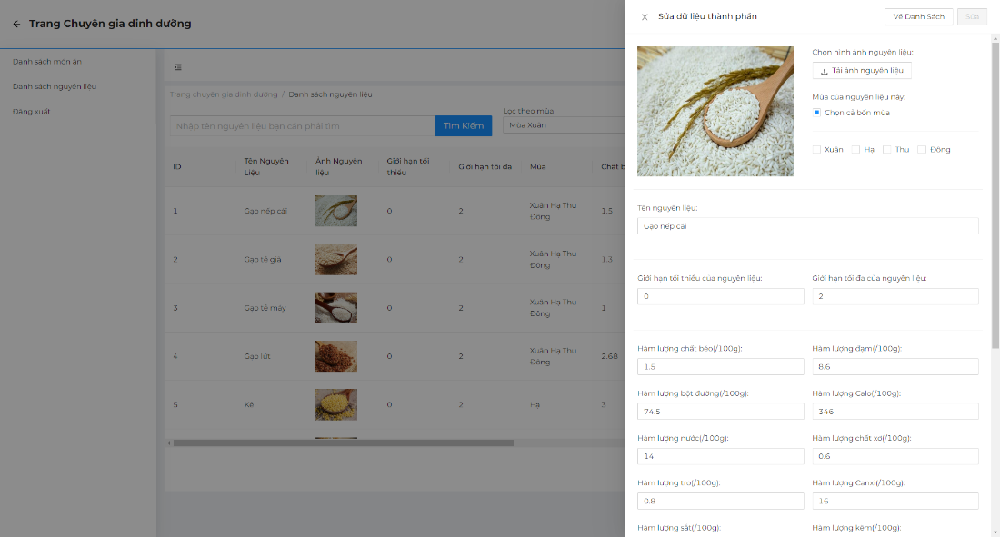 Trang Chuyên gia dinh dưỡng
Danh sách món ăn
Danh sách nguyên liệu
Đăng xuất
Trang chuyên gia dinh dưỡng / Danh sách nguyên liệu
Nhập tên nguyên liệu bạn cần phải tìm
Tìm Kiếm
Lọc theo mùa
Mùa Xuân
ID
Tên Nguyên Liệu
Ảnh Nguyên liệu
Giới hạn tối thiểu
Giới hạn tối đa
Mùa
Chất b
1
Gạo nếp cái
0
2
Xuân Hạ Thu Đông
1.5
2
Gạo tẻ giã
0
2
Xuân Hạ Thu Đông
1.3
3
Gạo tẻ máy
0
2
Xuân Hạ Thu Đông
1
4
Gạo lứt
0
2
Xuân Hạ Thu Đông
2.68
5
Kê
0
2
Hạ
3
Sửa dữ liệu thành phần
Về Danh Sách
Sửa
Chọn hình ảnh nguyên liệu:
Tải ảnh nguyên liệu
Mùa của nguyên liệu này:
Chọn cả bốn mùa
Xuân Hạ Thu Đông
Tên nguyên liệu:
Gạo nếp cái
Giới hạn tối thiểu của nguyên liệu:
0
Giới hạn tối đa của nguyên liệu:
2
Hàm lượng chất béo(/100g):
1.5
Hàm lượng đạm(/100g):
8.6
Hàm lượng bột đường(/100g):
74.5
Hàm lượng Calo(/100g):
346
Hàm lượng nước(/100g):
14
Hàm lượng chất xơ(/100g):
0.6
Hàm lượng tro(/100g):
0.8
Hàm lượng Canxi(/100g):
16
Hàm lượng sắt(/100g):
Hàm lượng kẽm(/100g):